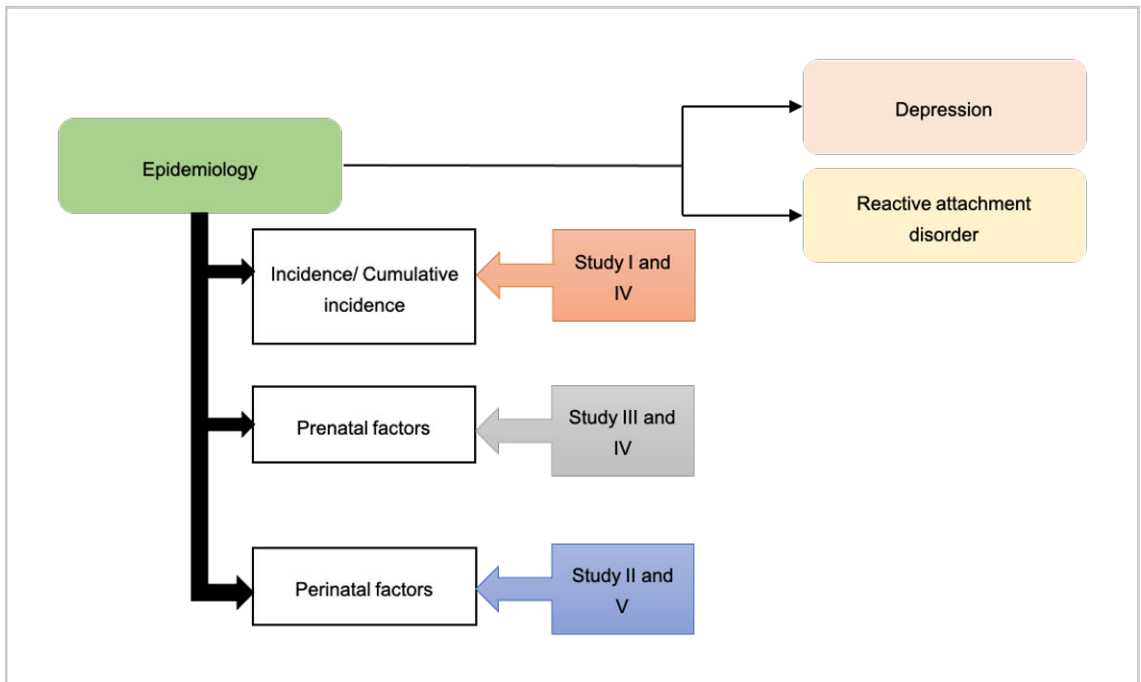 Depression
Epidemiology
Reactive attachment
disorder
Incidence/ Cumulative
incidence
Study I and
IV
Prenatal factors
Study III and
IV
Perinatal factors
Study II and
V